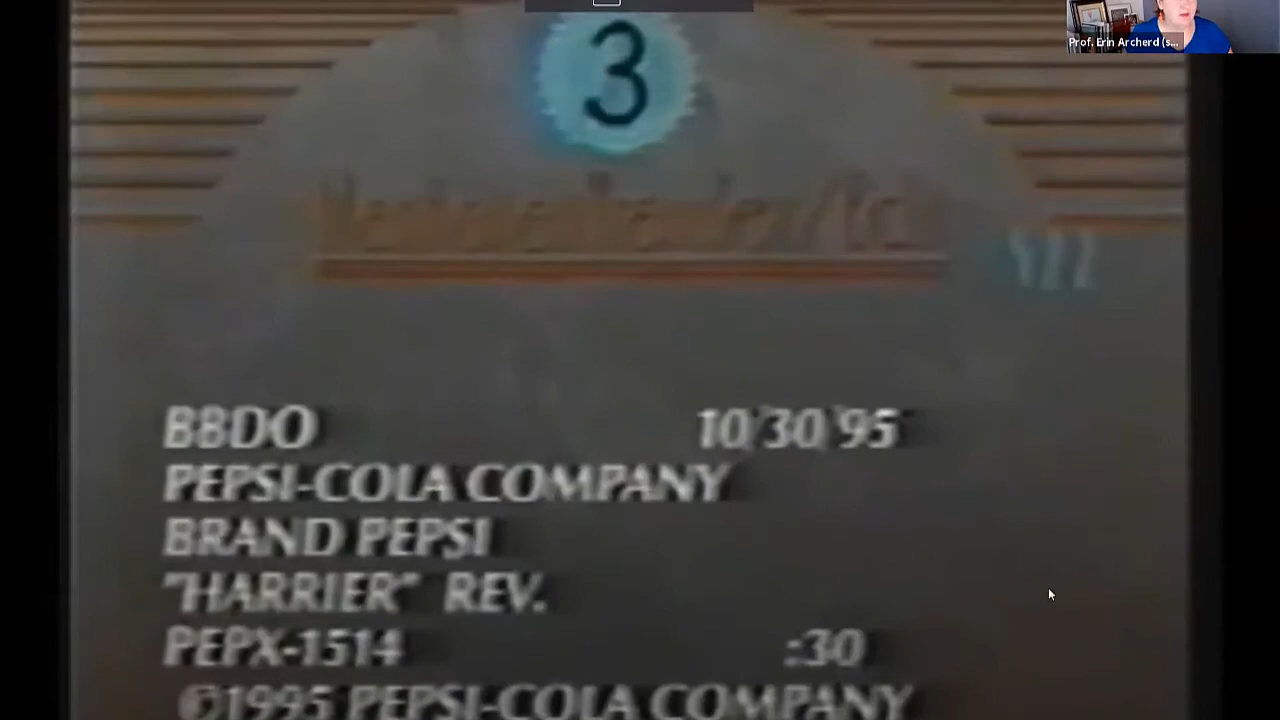 Prof. Erin Archerd (s...
3
BBDO 10/30/95
PEPSI-COLA COMPANY
BRAND PEPSI
"HARRIER" REV.
PEPX-1514 :30
©1995 PEPSI-COLA COMPANY